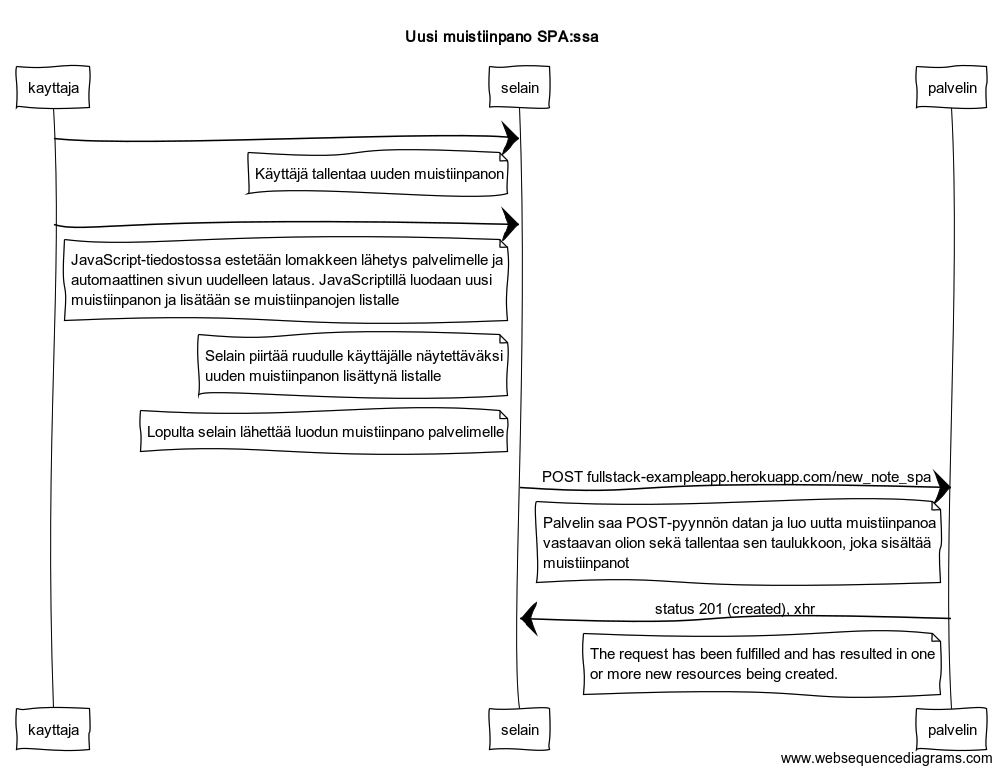 Uusi muistiinpano SPA:ssa
kayttaja
selain
palvelin
Käyttäjä tallentaa uuden muistiinpanon
JavaScript-tiedostossa estetään lomakkeen lähetys palvelimelle ja
automaattinen sivun uudelleen lataus. JavaScriptillä luodaan uusi
muistiinpanon ja lisätään se muistiinpanojen listalle
Selain piirtää ruudulle käyttäjälle näytettäväksi
uuden muistiinpanon lisättynä listalle
Lopulta selain lähettää luodun muistiinpano palvelimelle
POST fullstack-exampleapp.herokuapp.com/new_note_spa
Palvelin saa POST-pyynnön datan ja luo uutta muistiinpanoa
vastaavan olion sekä tallentaa sen taulukkoon, joka sisältää
muistiinpanot
status 201 (created), xhr
The request has been fulfilled and has resulted in one
or more new resources being created.
kayttaja
selain
palvelin
www.websequencediagrams.com